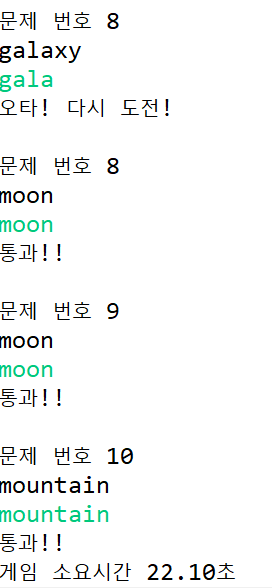 문제 번호 8
galaxy
gala
오타! 다시 도전!
문제 번호 8
moon
moon
통과!!
문제 번호 9
moon
moon
통과!!
문제 번호 10
mountain
mountain
통과!!
게임 소요시간 22.10초